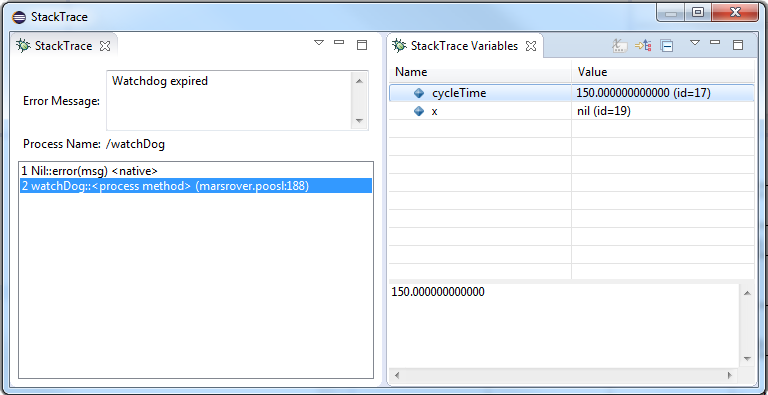 StackTrace
StackTrace
Error Message:
Watchdog expired
Process Name: /watchDog
1 Nil::error(msg) <native>
2 watchDog::<process method> (marsrover.poosl:188)
StackTrace Variables
Name Value
cycleTime 150.000000000000 (id=17)
x nil (id=19)
150.000000000000